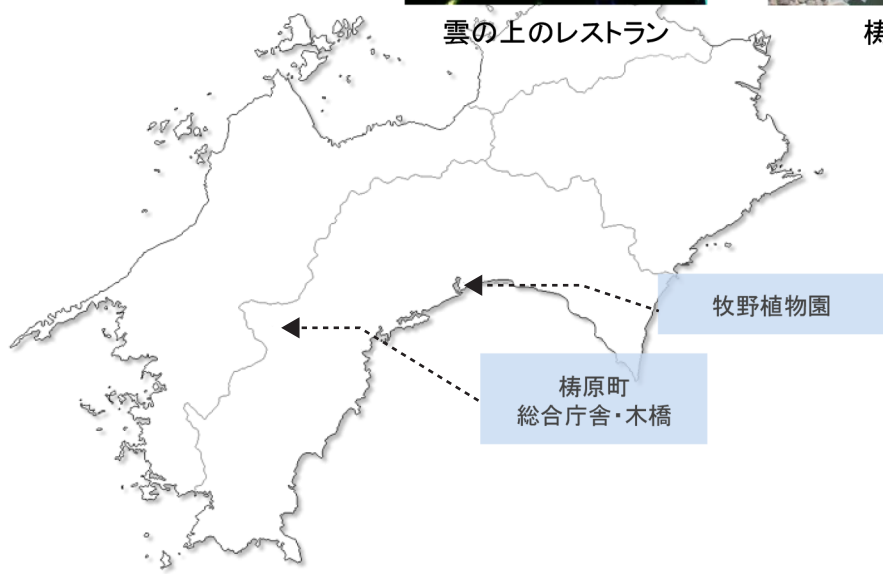 雲の上のレストラン
梼
牧野植物園
梼原町
総合庁舎・木橋